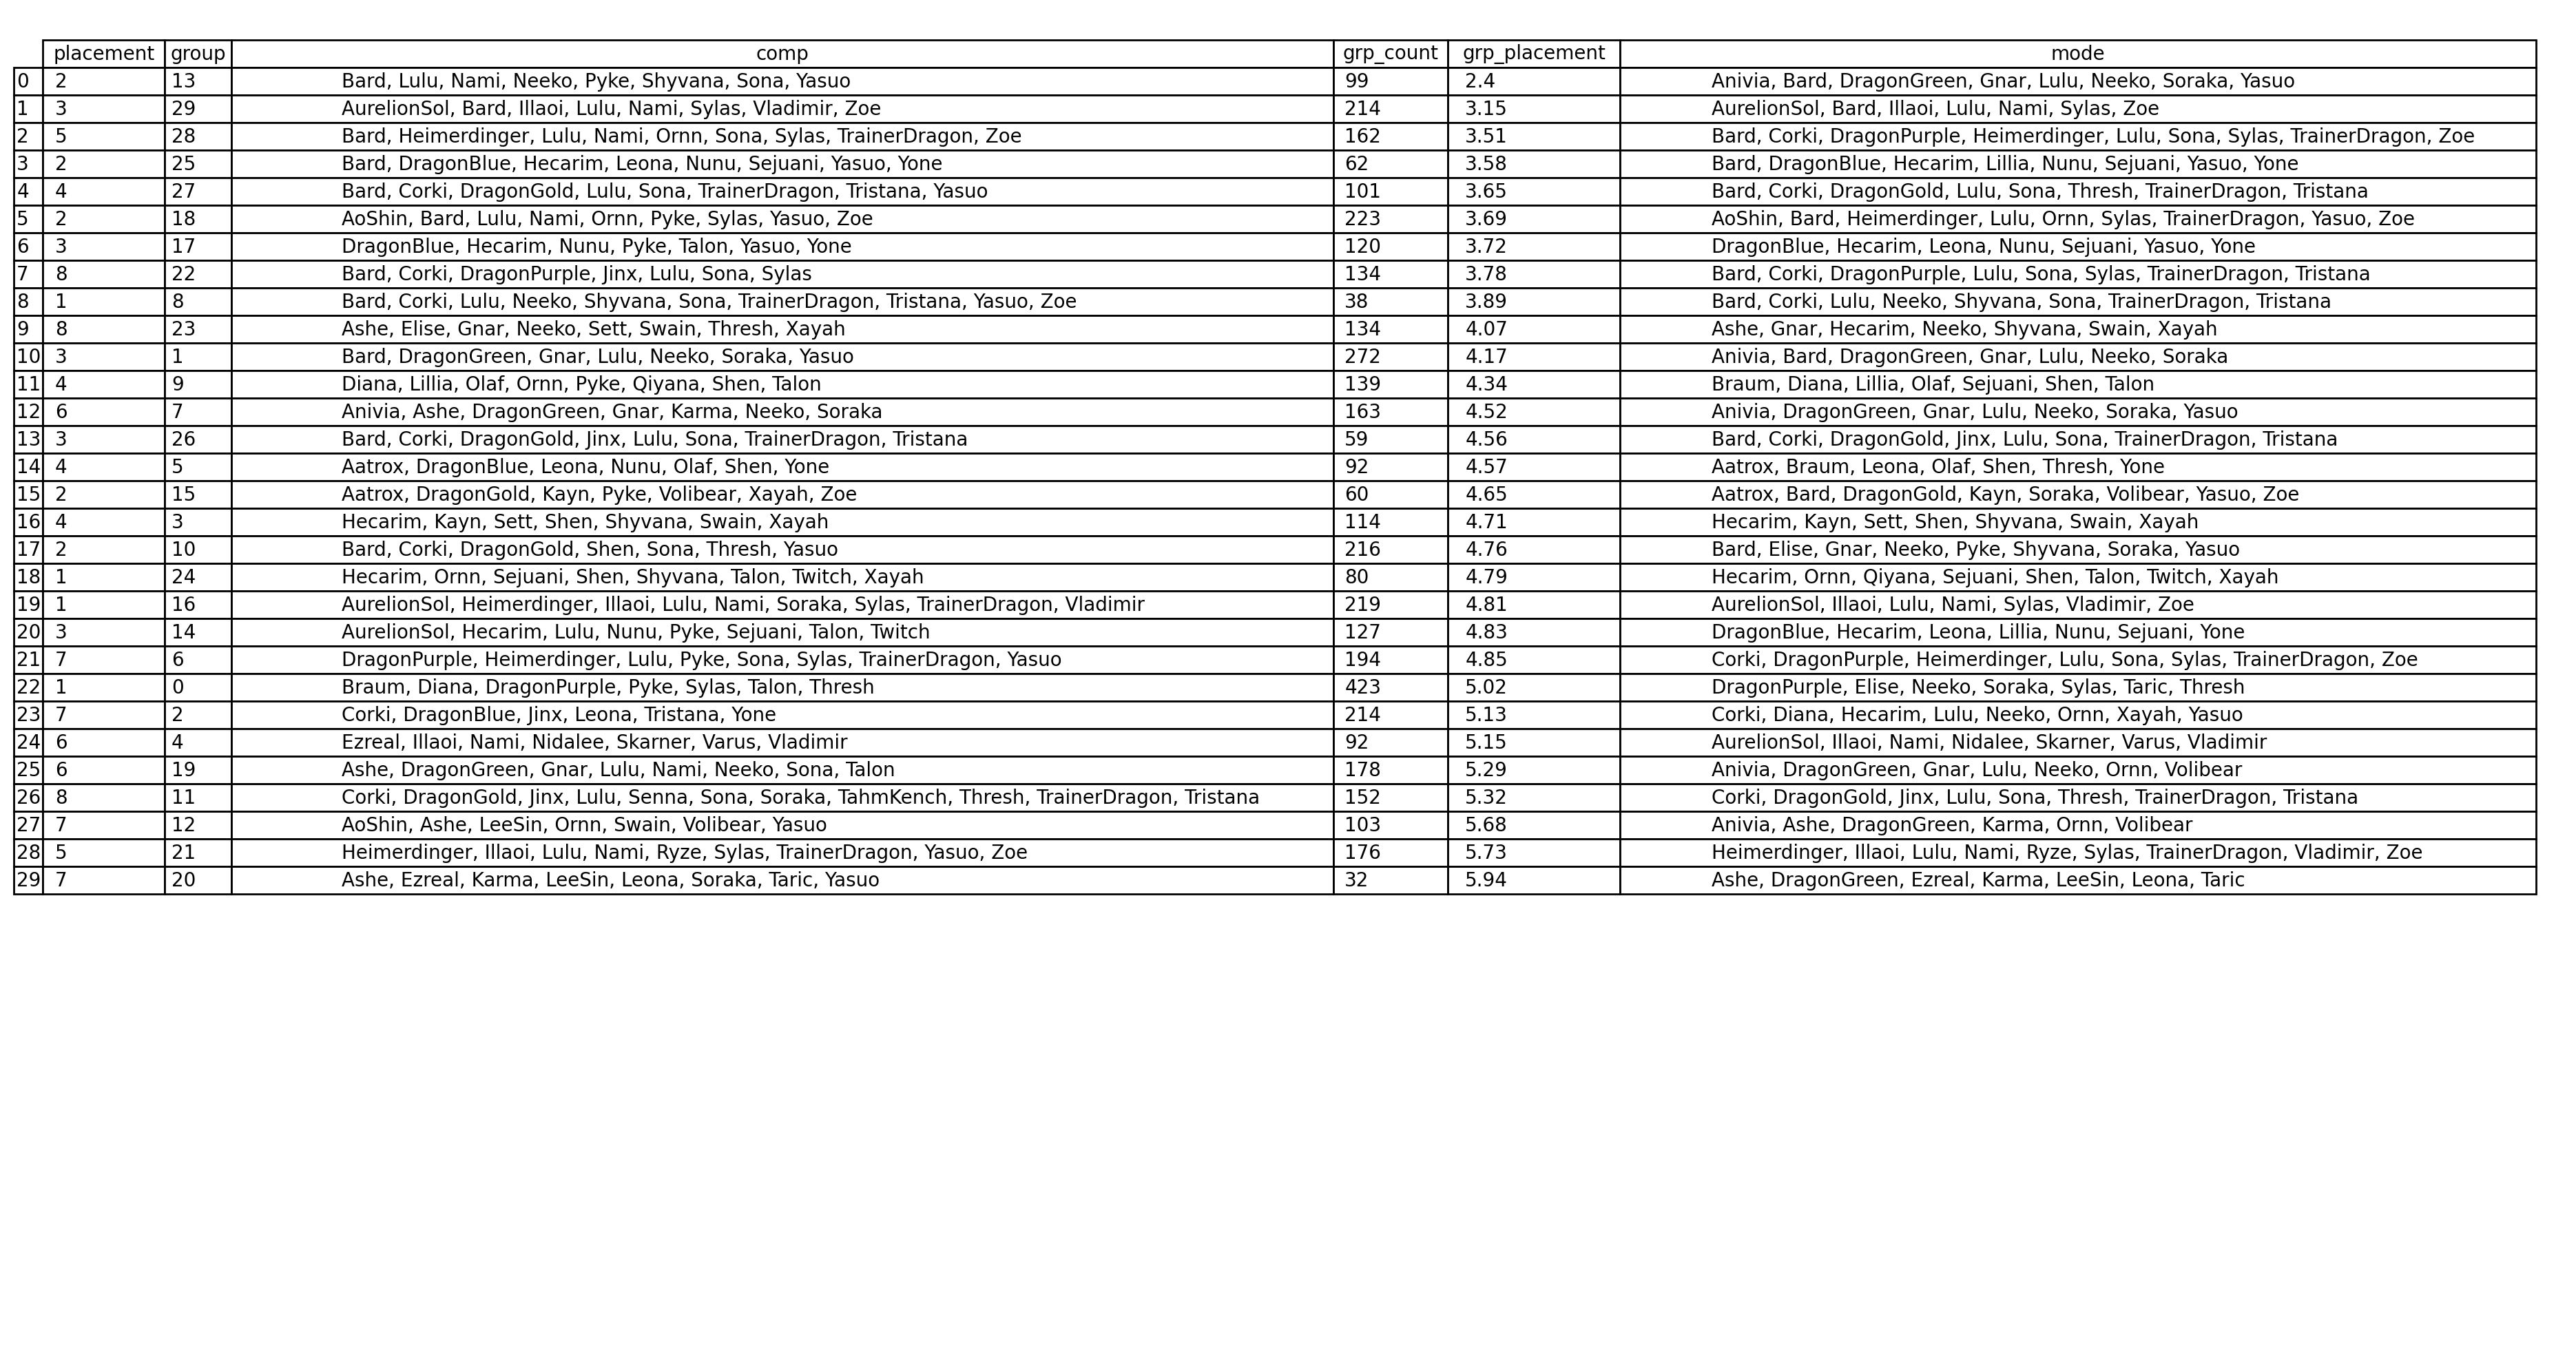 placement group comp grp_count grp_placement mode
0 2 13 Bard, Lulu, Nami, Neeko, Pyke, Shyvana, Sona, Yasuo 99 2.4 Anivia, Bard, DragonGreen, Gnar, Lulu, Neeko, Soraka, Yasuo
1 3 29 AurelionSol, Bard, Illaoi, Lulu, Nami, Sylas, Vladimir, Zoe 214 3.15 AurelionSol, Bard, Illaoi, Lulu, Nami, Sylas, Zoe
2 5 28 Bard, Heimerdinger, Lulu, Nami, Ornn, Sona, Sylas, TrainerDragon, Zoe 162 3.51 Bard, Corki, DragonPurple, Heimerdinger, Lulu, Sona, Sylas, TrainerDragon, Zoe
3 2 25 Bard, DragonBlue, Hecarim, Leona, Nunu, Sejuani, Yasuo, Yone 62 3.58 Bard, DragonBlue, Hecarim, Lillia, Nunu, Sejuani, Yasuo, Yone
4 4 27 Bard, Corki, DragonGold, Lulu, Sona, TrainerDragon, Tristana, Yasuo 101 3.65 Bard, Corki, DragonGold, Lulu, Sona, Thresh, TrainerDragon, Tristana
5 2 18 AoShin, Bard, Lulu, Nami, Ornn, Pyke, Sylas, Yasuo, Zoe 223 3.69 AoShin, Bard, Heimerdinger, Lulu, Ornn, Sylas, TrainerDragon, Yasuo, Zoe
6 3 17 DragonBlue, Hecarim, Nunu, Pyke, Talon, Yasuo, Yone 120 3.72 DragonBlue, Hecarim, Leona, Nunu, Sejuani, Yasuo, Yone
7 8 22 Bard, Corki, DragonPurple, Jinx, Lulu, Sona, Sylas 134 3.78 Bard, Corki, DragonPurple, Lulu, Sona, Sylas, TrainerDragon, Tristana
8 1 8 Bard, Corki, Lulu, Neeko, Shyvana, Sona, TrainerDragon, Tristana, Yasuo, Zoe 38 3.89 Bard, Corki, Lulu, Neeko, Shyvana, Sona, TrainerDragon, Tristana
9 8 23 Ashe, Elise, Gnar, Neeko, Sett, Swain, Thresh, Xayah 134 4.07 Ashe, Gnar, Hecarim, Neeko, Shyvana, Swain, Xayah
10 3 1 Bard, DragonGreen, Gnar, Lulu, Neeko, Soraka, Yasuo 272 4.17 Anivia, Bard, DragonGreen, Gnar, Lulu, Neeko, Soraka
11 4 9 Diana, Lillia, Olaf, Ornn, Pyke, Qiyana, Shen, Talon 139 4.34 Braum, Diana, Lillia, Olaf, Sejuani, Shen, Talon
12 6 7 Anivia, Ashe, DragonGreen, Gnar, Karma, Neeko, Soraka 163 4.52 Anivia, DragonGreen, Gnar, Lulu, Neeko, Soraka, Yasuo
13 3 26 Bard, Corki, DragonGold, Jinx, Lulu, Sona, TrainerDragon, Tristana 59 4.56 Bard, Corki, DragonGold, Jinx, Lulu, Sona, TrainerDragon, Tristana
14 4 5 Aatrox, DragonBlue, Leona, Nunu, Olaf, Shen, Yone 92 4.57 Aatrox, Braum, Leona, Olaf, Shen, Thresh, Yone
15 2 15 Aatrox, DragonGold, Kayn, Pyke, Volibear, Xayah, Zoe 60 4.65 Aatrox, Bard, DragonGold, Kayn, Soraka, Volibear, Yasuo, Zoe
16 4 3 Hecarim, Kayn, Sett, Shen, Shyvana, Swain, Xayah 114 4.71 Hecarim, Kayn, Sett, Shen, Shyvana, Swain, Xayah
17 2 10 Bard, Corki, DragonGold, Shen, Sona, Thresh, Yasuo 216 4.76 Bard, Elise, Gnar, Neeko, Pyke, Shyvana, Soraka, Yasuo
18 1 24 Hecarim, Ornn, Sejuani, Shen, Shyvana, Talon, Twitch, Xayah 80 4.79 Hecarim, Ornn, Qiyana, Sejuani, Shen, Talon, Twitch, Xayah
19 1 16 AurelionSol, Heimerdinger, Illaoi, Lulu, Nami, Soraka, Sylas, TrainerDragon, Vladimir 219 4.81 AurelionSol, Illaoi, Lulu, Nami, Sylas, Vladimir, Zoe
20 3 14 AurelionSol, Hecarim, Lulu, Nunu, Pyke, Sejuani, Talon, Twitch 127 4.83 DragonBlue, Hecarim, Leona, Lillia, Nunu, Sejuani, Yone
21 7 6 DragonPurple, Heimerdinger, Lulu, Pyke, Sona, Sylas, TrainerDragon, Yasuo 194 4.85 Corki, DragonPurple, Heimerdinger, Lulu, Sona, Sylas, TrainerDragon, Zoe
22 1 0 Braum, Diana, DragonPurple, Pyke, Sylas, Talon, Thresh 423 5.02 DragonPurple, Elise, Neeko, Soraka, Sylas, Taric, Thresh
23 7 2 Corki, DragonBlue, Jinx, Leona, Tristana, Yone 214 5.13 Corki, Diana, Hecarim, Lulu, Neeko, Ornn, Xayah, Yasuo
24 6 4 Ezreal, Illaoi, Nami, Nidalee, Skarner, Varus, Vladimir 92 5.15 AurelionSol, Illaoi, Nami, Nidalee, Skarner, Varus, Vladimir
25 6 19 Ashe, DragonGreen, Gnar, Lulu, Nami, Neeko, Sona, Talon 178 5.29 Anivia, DragonGreen, Gnar, Lulu, Neeko, Ornn, Volibear
26 8 11 Corki, DragonGold, Jinx, Lulu, Senna, Sona, Soraka, TahmKench, Thresh, TrainerDragon, Tristana 152 5.32 Corki, DragonGold, Jinx, Lulu, Sona, Thresh, TrainerDragon, Tristana
27 7 12 AoShin, Ashe, LeeSin, Ornn, Swain, Volibear, Yasuo 103 5.68 Anivia, Ashe, DragonGreen, Karma, Ornn, Volibear
28 5 21 Heimerdinger, Illaoi, Lulu, Nami, Ryze, Sylas, TrainerDragon, Yasuo, Zoe 176 5.73 Heimerdinger, Illaoi, Lulu, Nami, Ryze, Sylas, TrainerDragon, Vladimir, Zoe
29 7 20 Ashe, Ezreal, Karma, LeeSin, Leona, Soraka, Taric, Yasuo 32 5.94 Ashe, DragonGreen, Ezreal, Karma, LeeSin, Leona, Taric